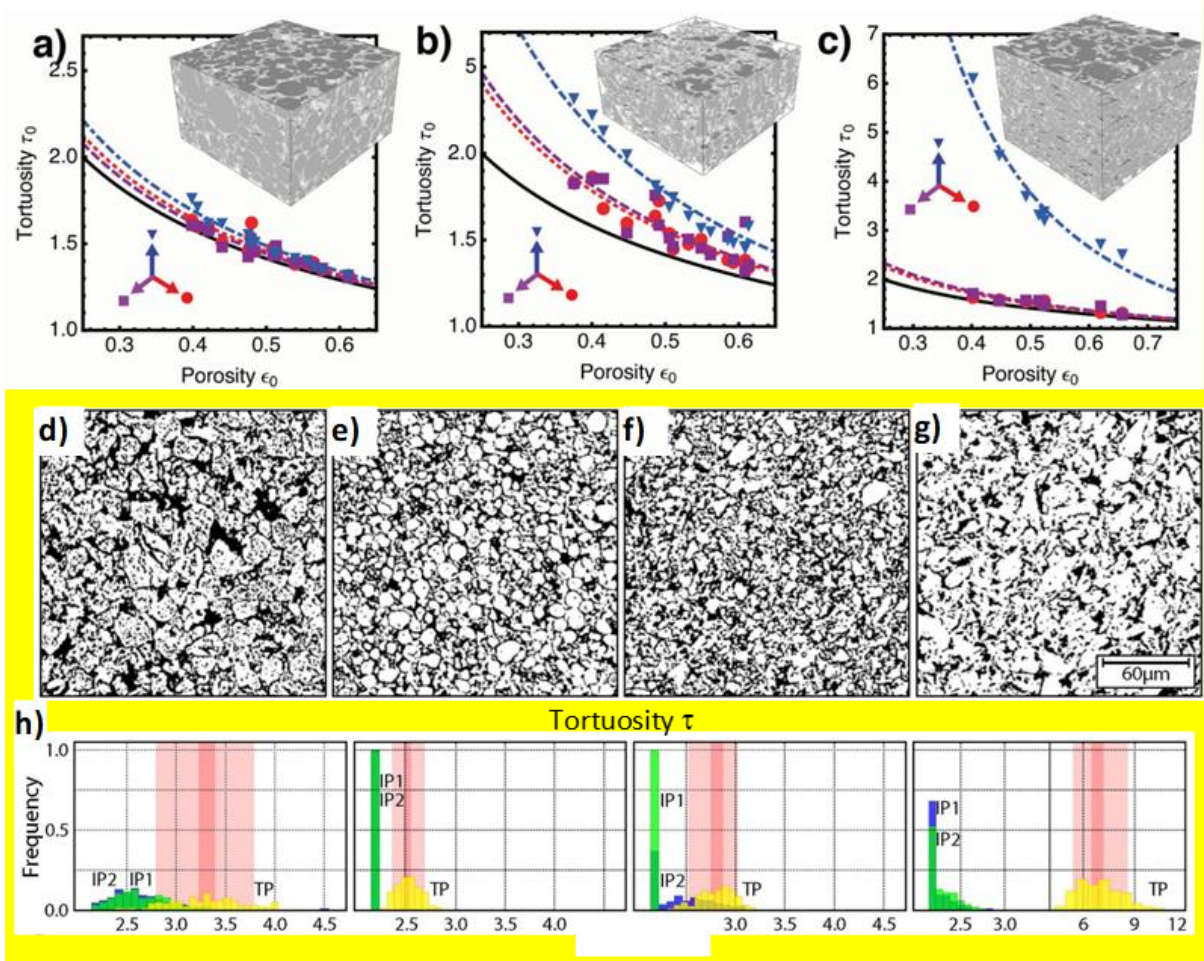 a) b) c)
2.5 5 7
6
5
2.0 2.0 4
3
1.5 1.5 2
1.0 1.0 1
Tortuosity τ₀ Tortuosity τ₀ Tortuosity τ₀
0.3 0.4 0.5 0.6 0.3 0.4 0.5 0.6 0.3 0.4 0.5 0.6 0.7
Porosity ϵ₀ Porosity ϵ₀ Porosity ϵ₀
d) e) f) g)
60µm
h) Tortuosity τ
Frequency
1.0
0.5
0.0
IP2 IP1 TP
IP1
IP2 TP
IP1
IP2 TP
IP1
IP2 TP
2.5 3.0 3.5 4.0 4.5 2.5 3.0 3.5 4.0 3.0 3.5 4.0 4.5 2.5 3.0 6 9 12